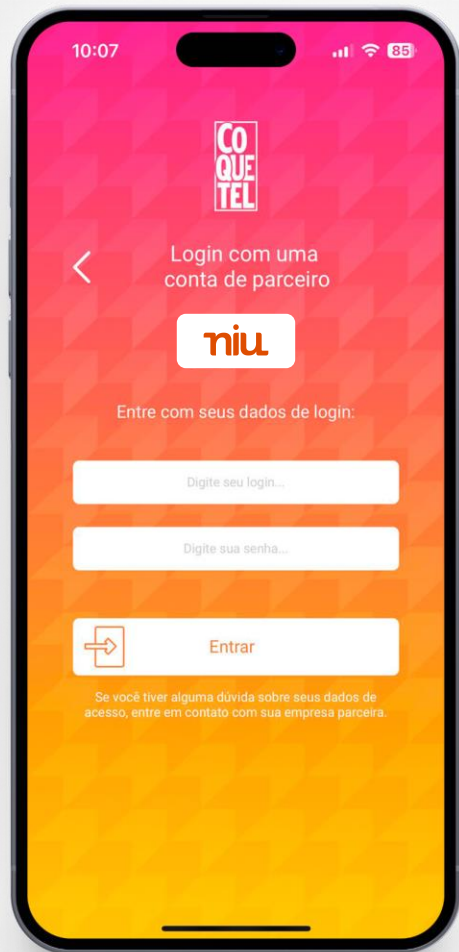 10:07
85
CO
QUE
TEL
Login com uma
conta de parceiro
niu
Entre com seus dados de login:
Digite seu login...
Digite sua senha...
Entrar
Se você tiver alguma dúvida sobre seus dados de
acesso, entre em contato com sua empresa parceira.